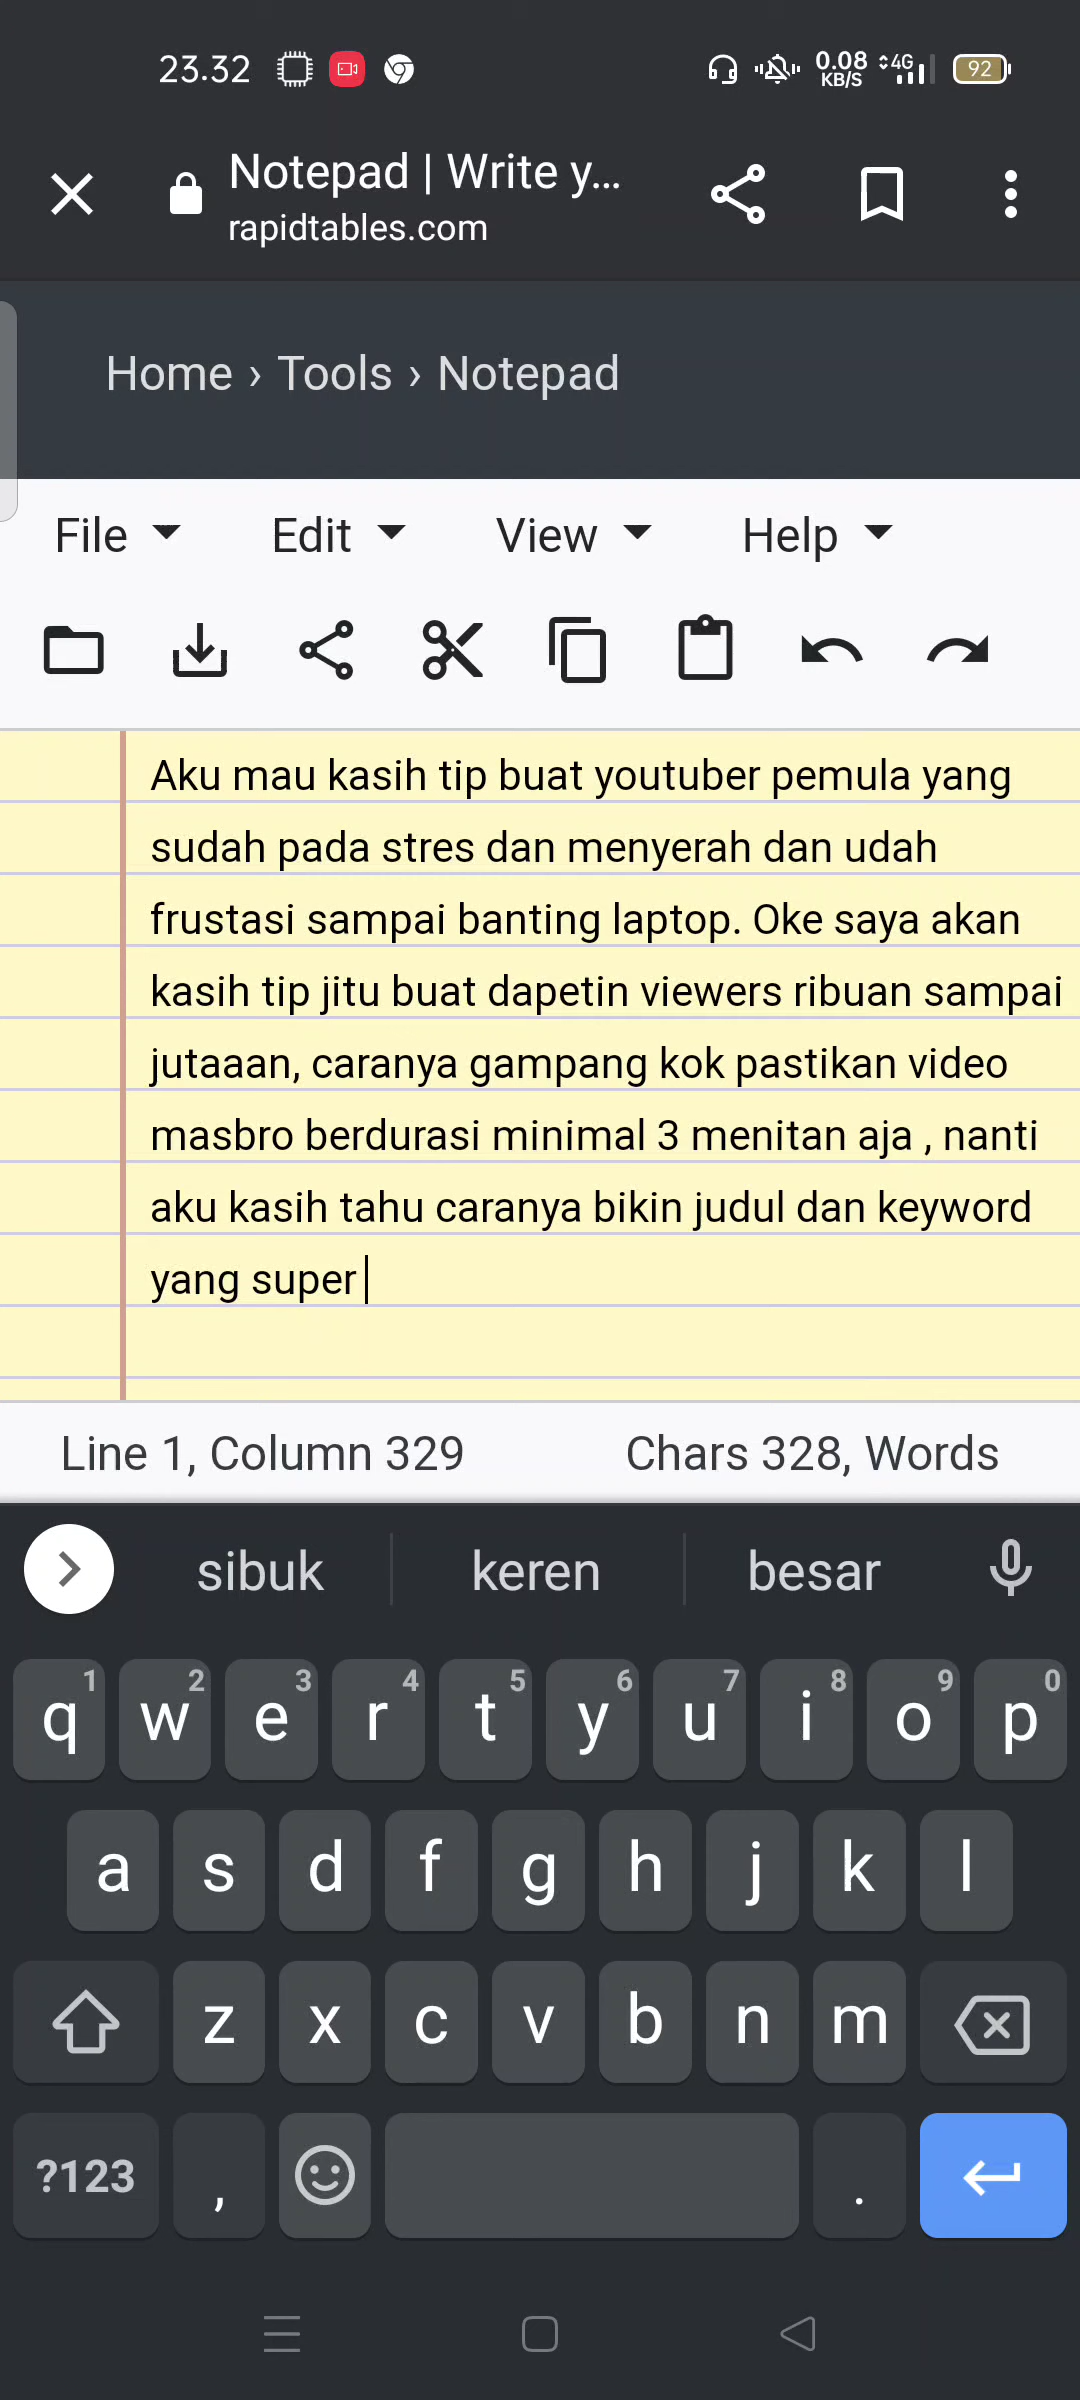 23.32
0.08 KB/S 4G 92
Notepad | Write y...
rapidtables.com
Home › Tools › Notepad
File Edit View Help
Aku mau kasih tip buat youtuber pemula yang
sudah pada stres dan menyerah dan udah
frustasi sampai banting laptop. Oke saya akan
kasih tip jitu buat dapetin viewers ribuan sampai
jutaaan, caranya gampang kok pastikan video
masbro berdurasi minimal 3 menitan aja , nanti
aku kasih tahu caranya bikin judul dan keyword
yang super
Line 1, Column 329 Chars 328, Words
sibuk keren besar
1 2 3 4 5 6 7 8 9 0
q w e r t y u i o p
a s d f g h j k l
z x c v b n m
?123 , .